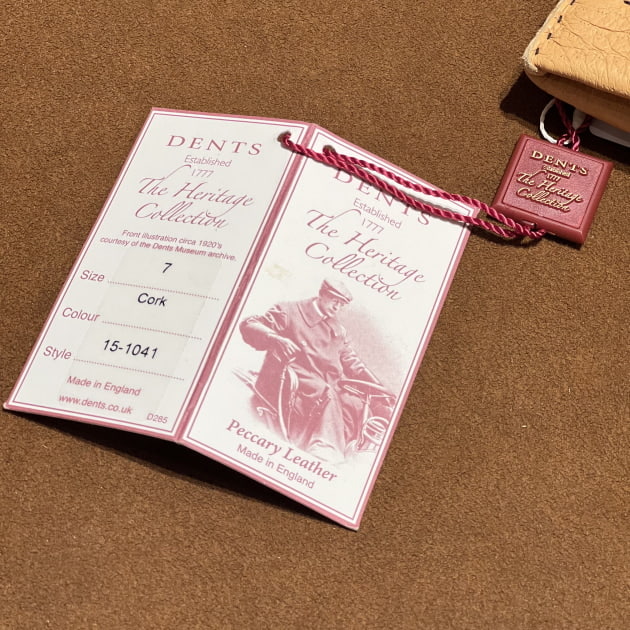 DENTS
Established
1777
The Heritage
Collection
Front illustration circa 1920's
courtesy of the Dents Museum archive.
Size 7
Colour Cork
Style 15-1041
Made in England
www.dents.co.uk
D285
DENTS
Established
1777
The Heritage
Collection
Peccary Leather
Made in England
DENTS
Established
1777
The Heritage
Collection